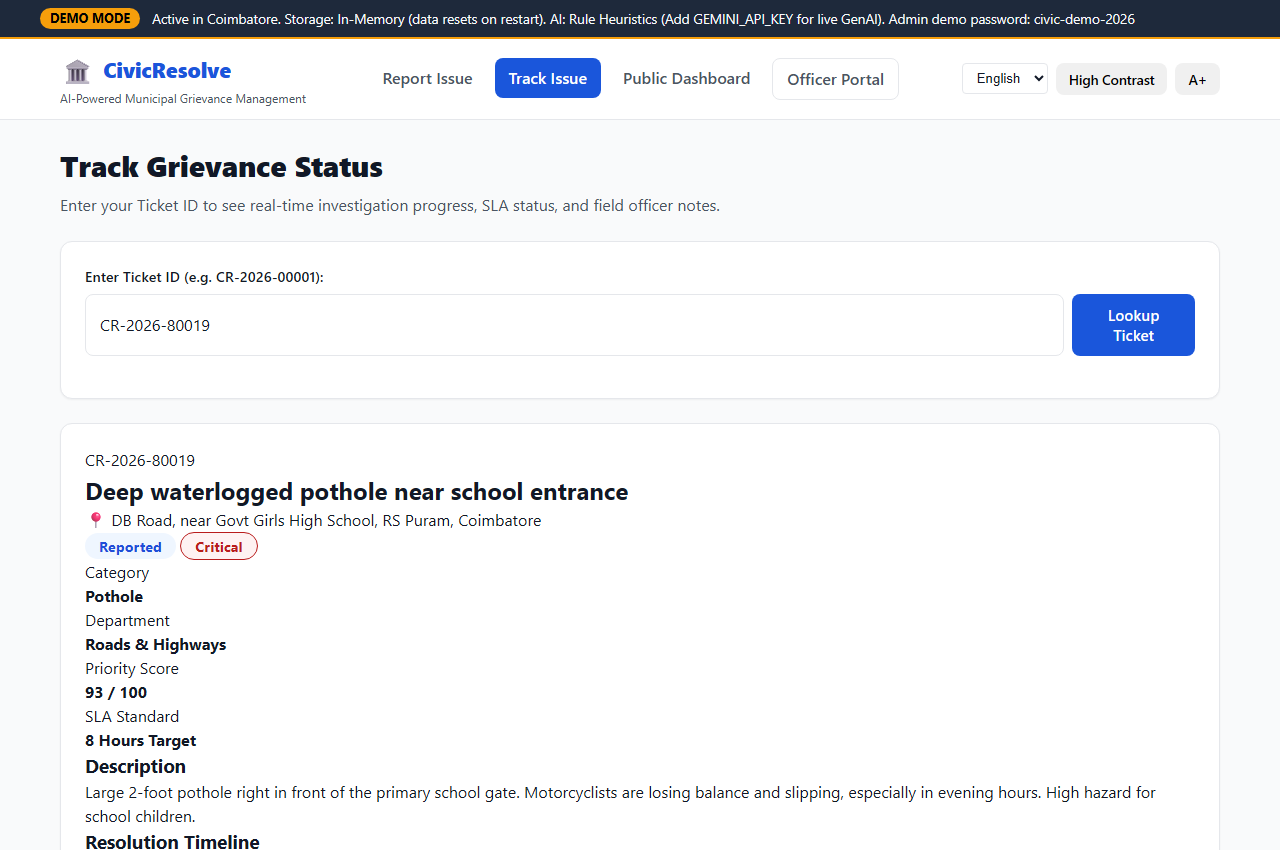 DEMO MODE Active in Coimbatore. Storage: In-Memory (data resets on restart). AI: Rule Heuristics (Add GEMINI_API_KEY for live GenAI). Admin demo password: civic-demo-2026
CivicResolve
AI-Powered Municipal Grievance Management
Report Issue Track Issue Public Dashboard Officer Portal
English High Contrast A+
Track Grievance Status
Enter your Ticket ID to see real-time investigation progress, SLA status, and field officer notes.
Enter Ticket ID (e.g. CR-2026-00001):
CR-2026-80019
Lookup
Ticket
CR-2026-80019
Deep waterlogged pothole near school entrance
DB Road, near Govt Girls High School, RS Puram, Coimbatore
Reported Critical
Category
Pothole
Department
Roads & Highways
Priority Score
93 / 100
SLA Standard
8 Hours Target
Description
Large 2-foot pothole right in front of the primary school gate. Motorcyclists are losing balance and slipping, especially in evening hours. High hazard for
school children.
Resolution Timeline